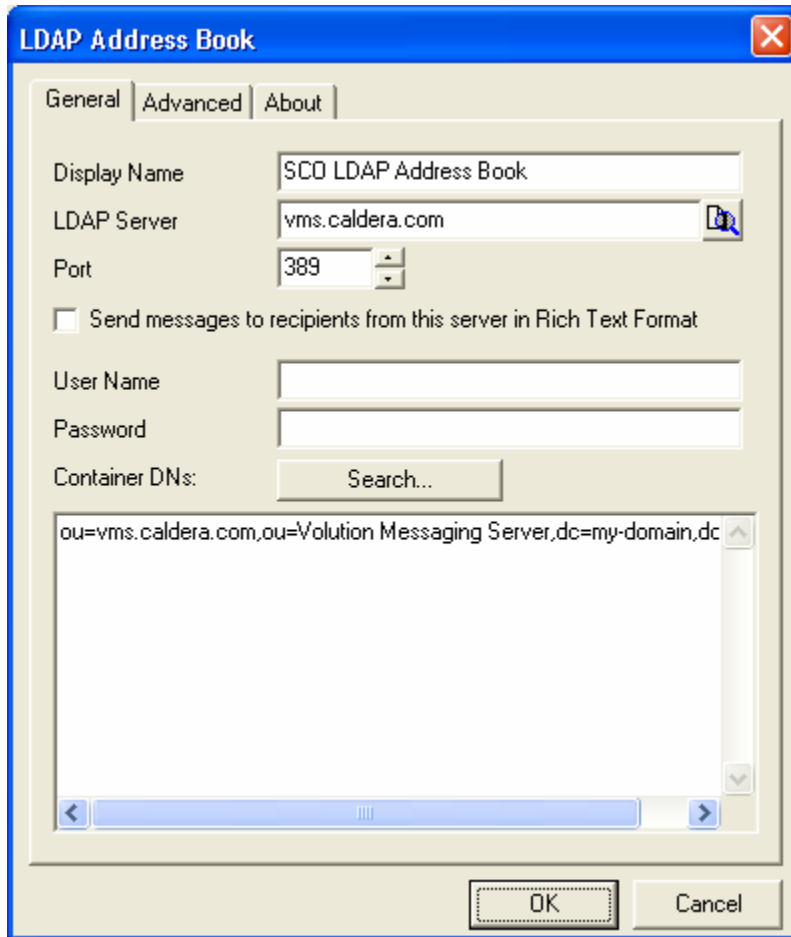 LDAP Address Book
General Advanced About
Display Name SCO LDAP Address Book
LDAP Server vms.caldera.com
Port 389
Send messages to recipients from this server in Rich Text Format
User Name
Password
Container DNs: Search...
ou=vms.caldera.com,ou=Volution Messaging Server,dc=my-domain,dc
OK Cancel